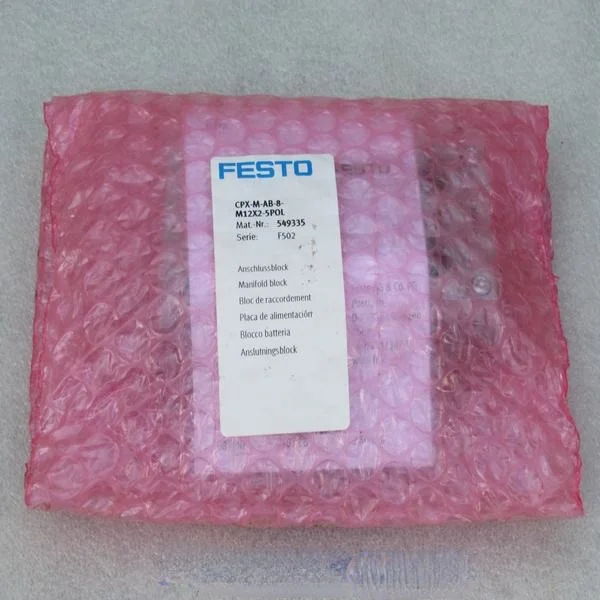 FESTO
CPX-M-AB-8-
M12X2-5POL
Mat.-Nr.: 549335
Serie: F502
Anschlussblock
Manifold block
Bloc de raccordement
Placa de alimentación
Blocco batteria
Anslutningsblock
FESTO